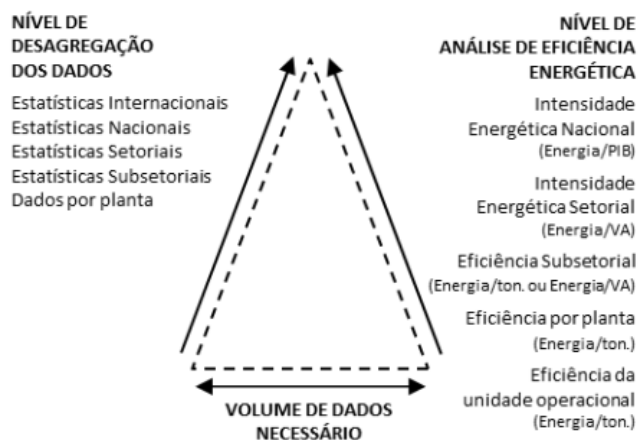 NÍVEL DE
DESAGREGAÇÃO
DOS DADOS
Estatísticas Internacionais
Estatísticas Nacionais
Estatísticas Setoriais
Estatísticas Subsetoriais
Dados por planta
NÍVEL DE
ANÁLISE DE EFICIÊNCIA
ENERGÉTICA
Intensidade
Energética Nacional
(Energia/PIB)
Intensidade
Energética Setorial
(Energia/VA)
Eficiência Subsetorial
(Energia/ton. ou Energia/VA)
Eficiência por planta
(Energia/ton.)
Eficiência da
unidade operacional
(Energia/ton.)
VOLUME DE DADOS
NECESSÁRIO